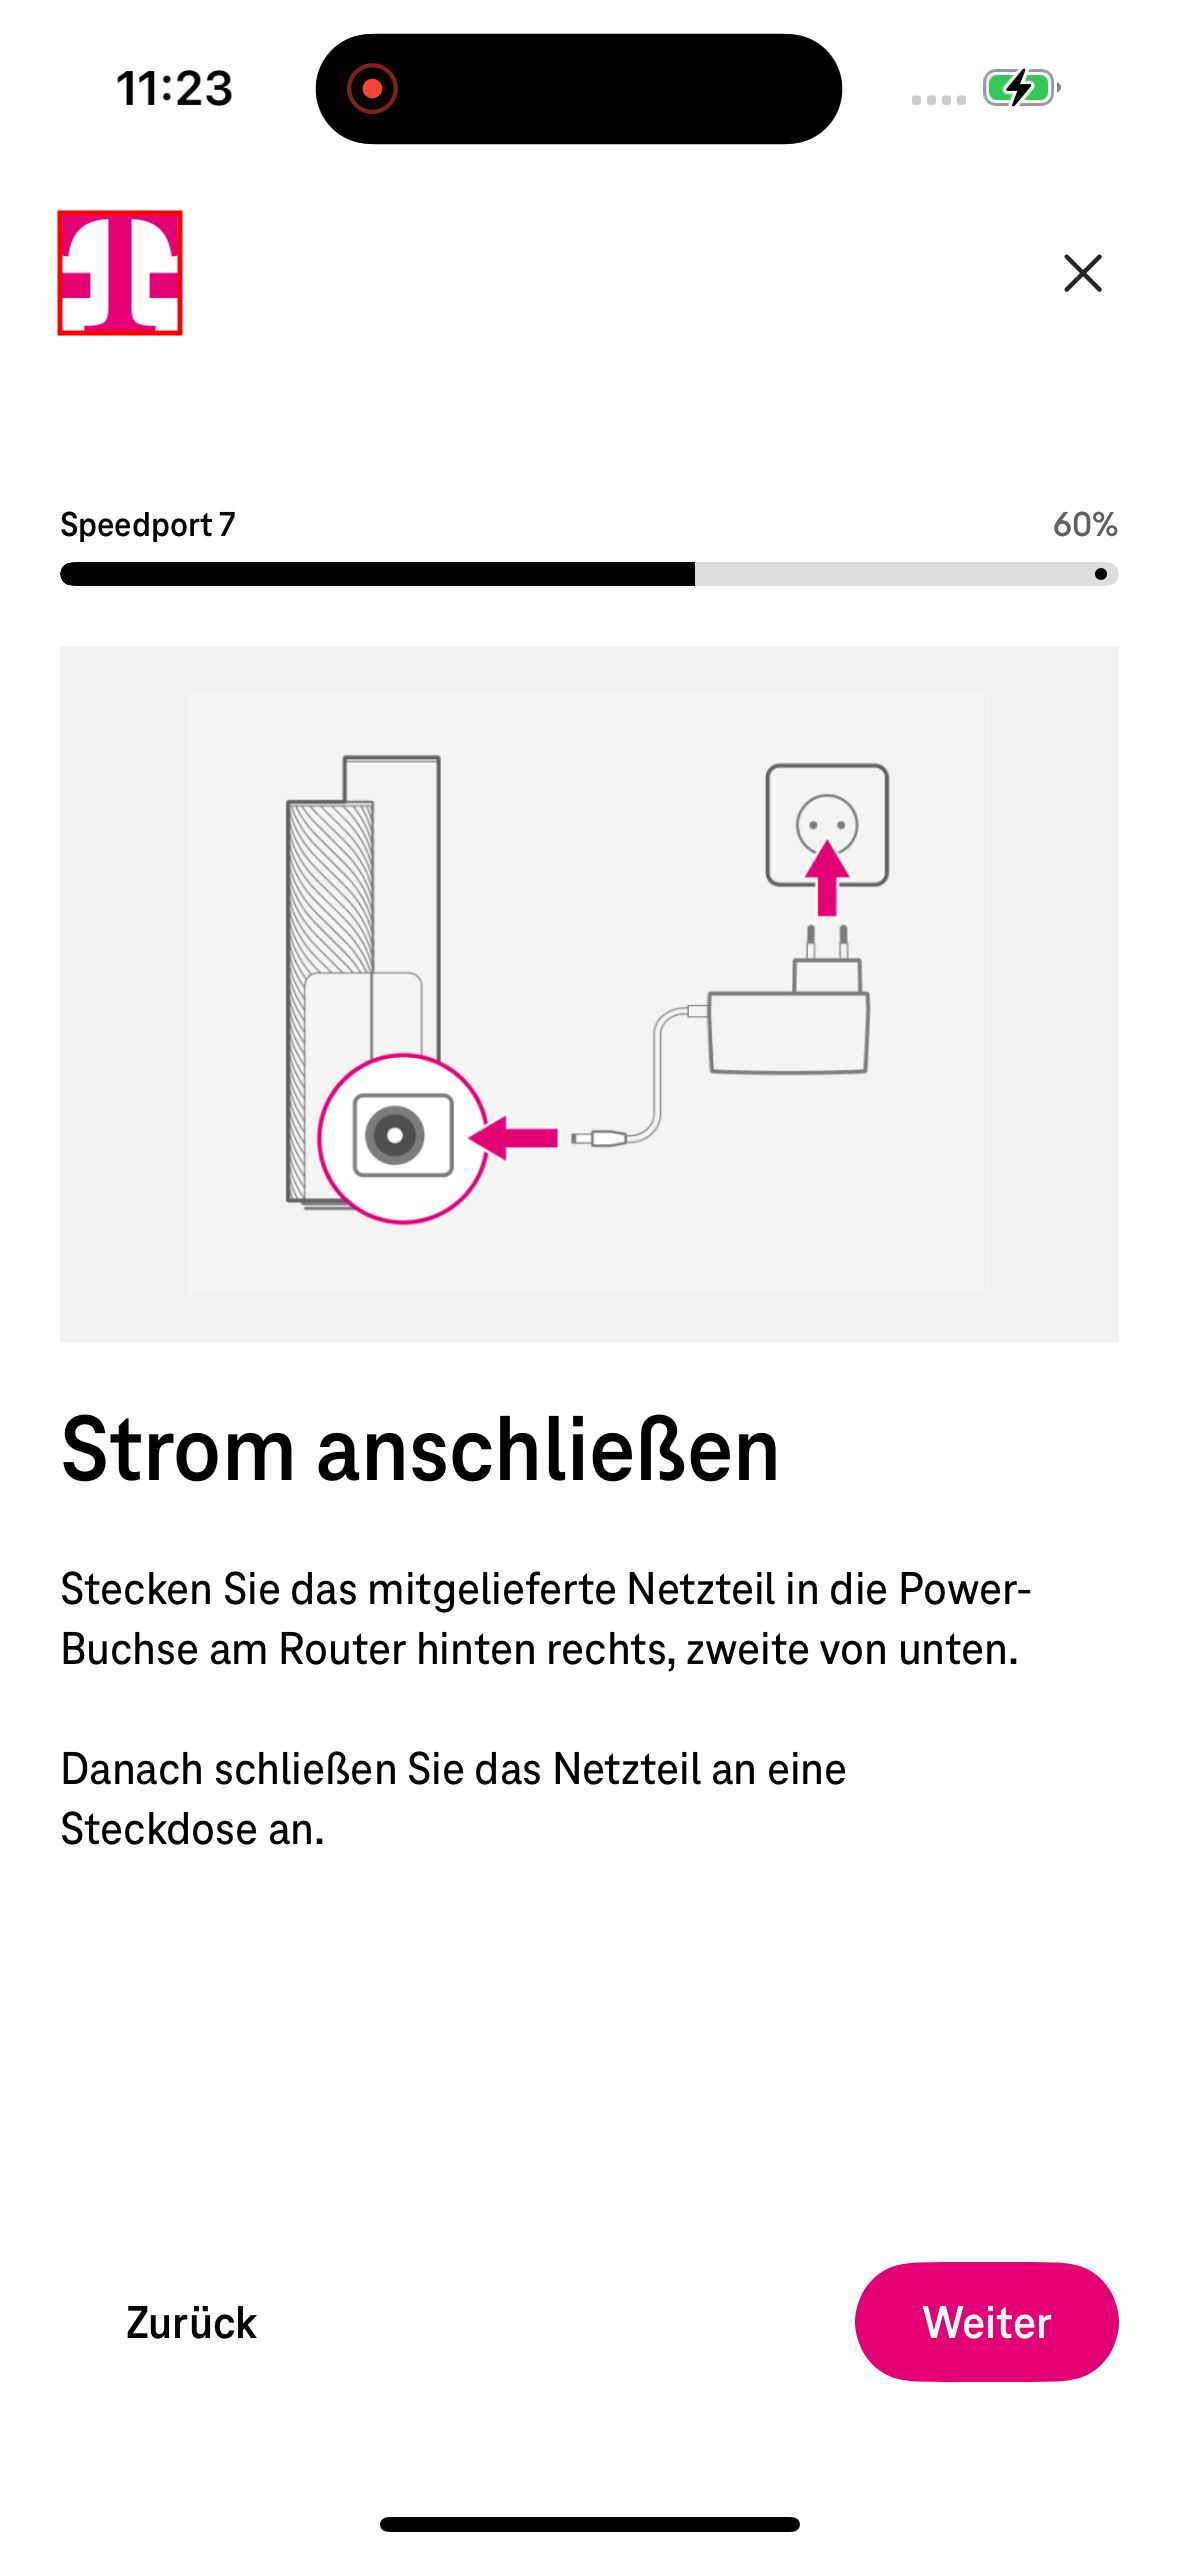 11:23
Speedport 7
60%
Strom anschließen
Stecken Sie das mitgelieferte Netzteil in die Power-
Buchse am Router hinten rechts, zweite von unten.
Danach schließen Sie das Netzteil an eine
Steckdose an.
Zurück
Weiter